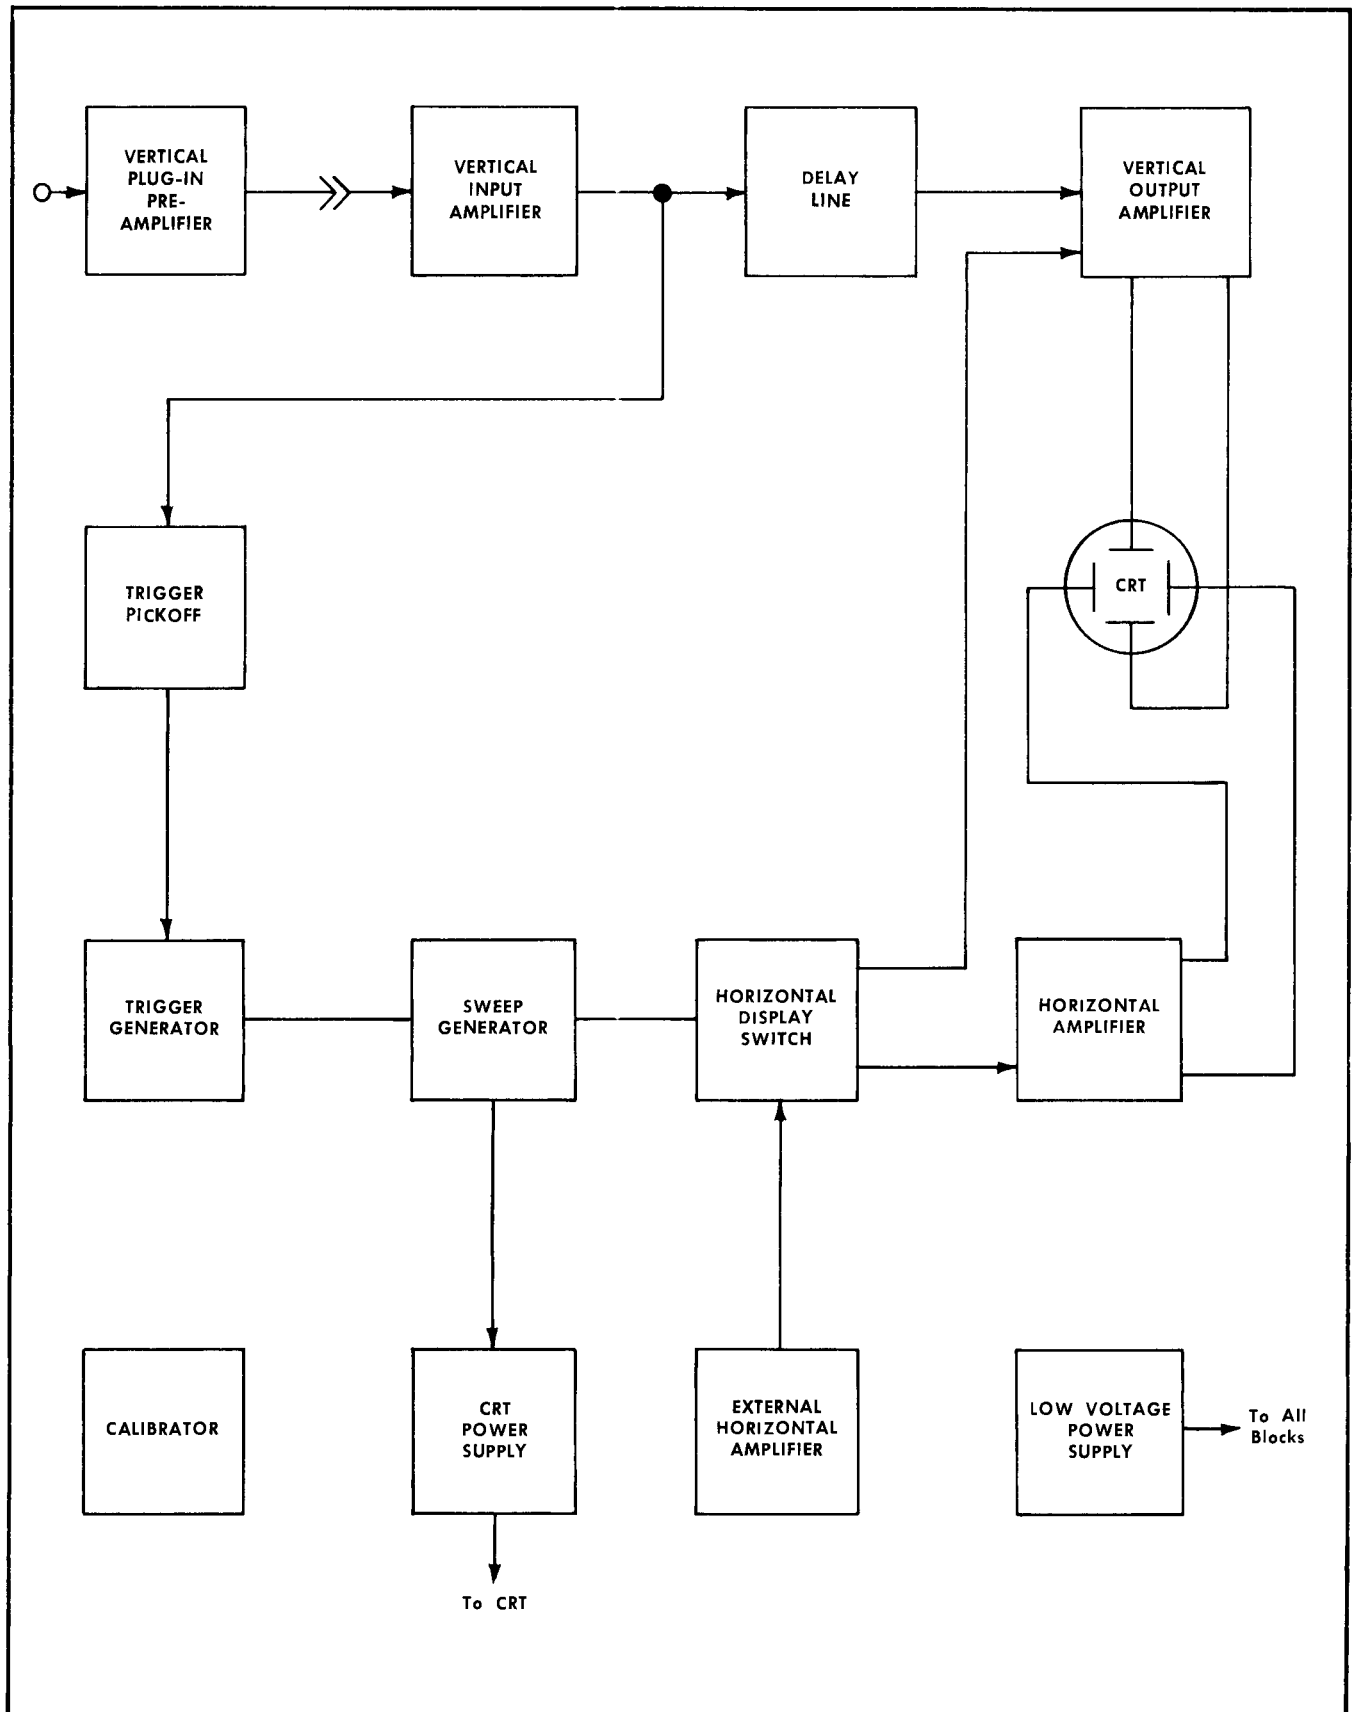 VERTICAL
PLUG-IN
PRE-
AMPLIFIER
VERTICAL
INPUT
AMPLIFIER
DELAY
LINE
VERTICAL
OUTPUT
AMPLIFIER
TRIGGER
PICKOFF
CRT
TRIGGER
GENERATOR
SWEEP
GENERATOR
HORIZONTAL
DISPLAY
SWITCH
HORIZONTAL
AMPLIFIER
CALIBRATOR
CRT
POWER
SUPPLY
EXTERNAL
HORIZONTAL
AMPLIFIER
LOW VOLTAGE
POWER
SUPPLY
To All
Blocks
To CRT